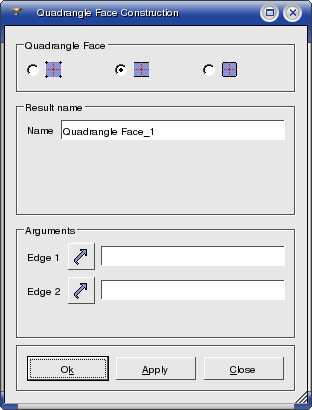 Quadrangle Face Construction
Quadrangle Face
Result name
Name Quadrangle Face_1
Arguments
Edge 1
Edge 2
Ok Apply Close